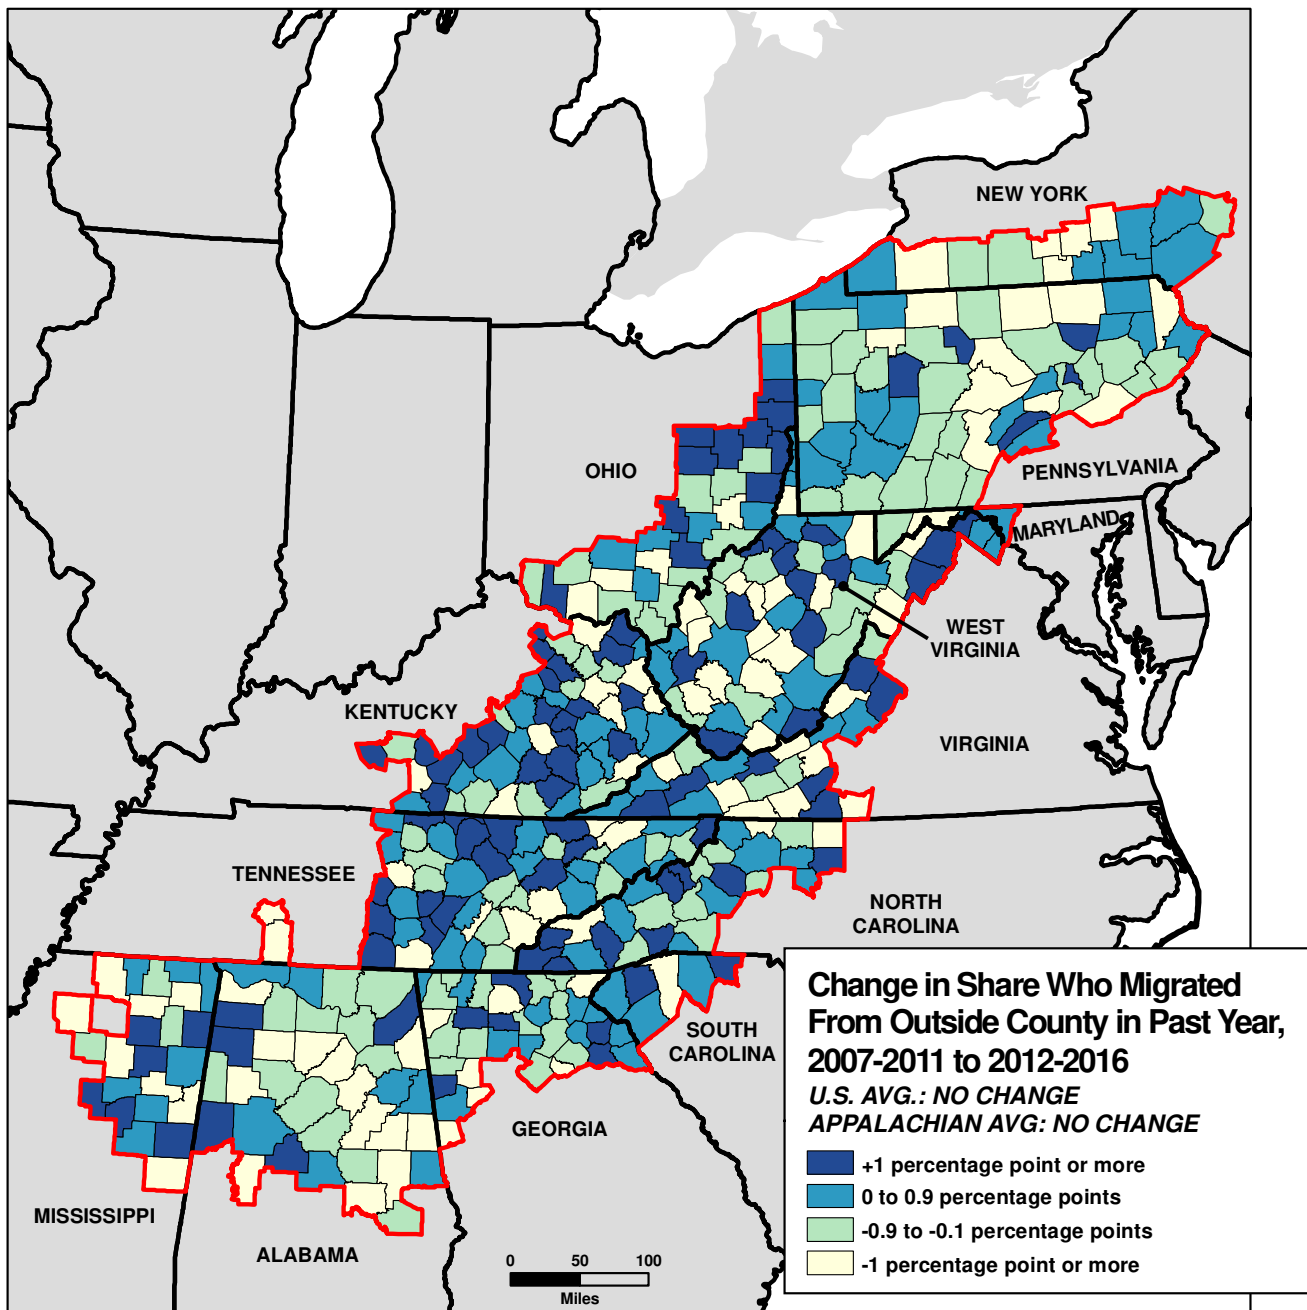 NEW YORK
OHIO
PENNSYLVANIA
MARYLAND
WEST
VIRGINIA
KENTUCKY
VIRGINIA
TENNESSEE
NORTH
CAROLINA
SOUTH
CAROLINA
GEORGIA
MISSISSIPPI
ALABAMA
0 50 100
Miles
Change in Share Who Migrated
From Outside County in Past Year,
2007-2011 to 2012-2016
U.S. AVG.: NO CHANGE
APPALACHIAN AVG: NO CHANGE
+1 percentage point or more
0 to 0.9 percentage points
-0.9 to -0.1 percentage points
-1 percentage point or more